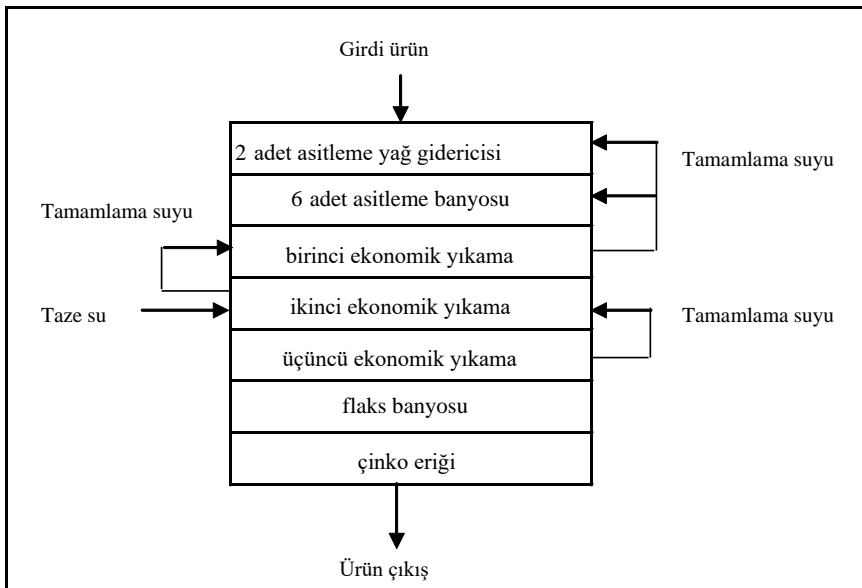 Girdi ürün
2 adet asitleme yağ gidericisi
Tamamlama suyu
6 adet asitleme banyosu
Tamamlama suyu
birinci ekonomik yıkama
ikinci ekonomik yıkama
Taze su
Tamamlama suyu
üçüncü ekonomik yıkama
flaks banyosu
çinko eriği
Ürün çıkış